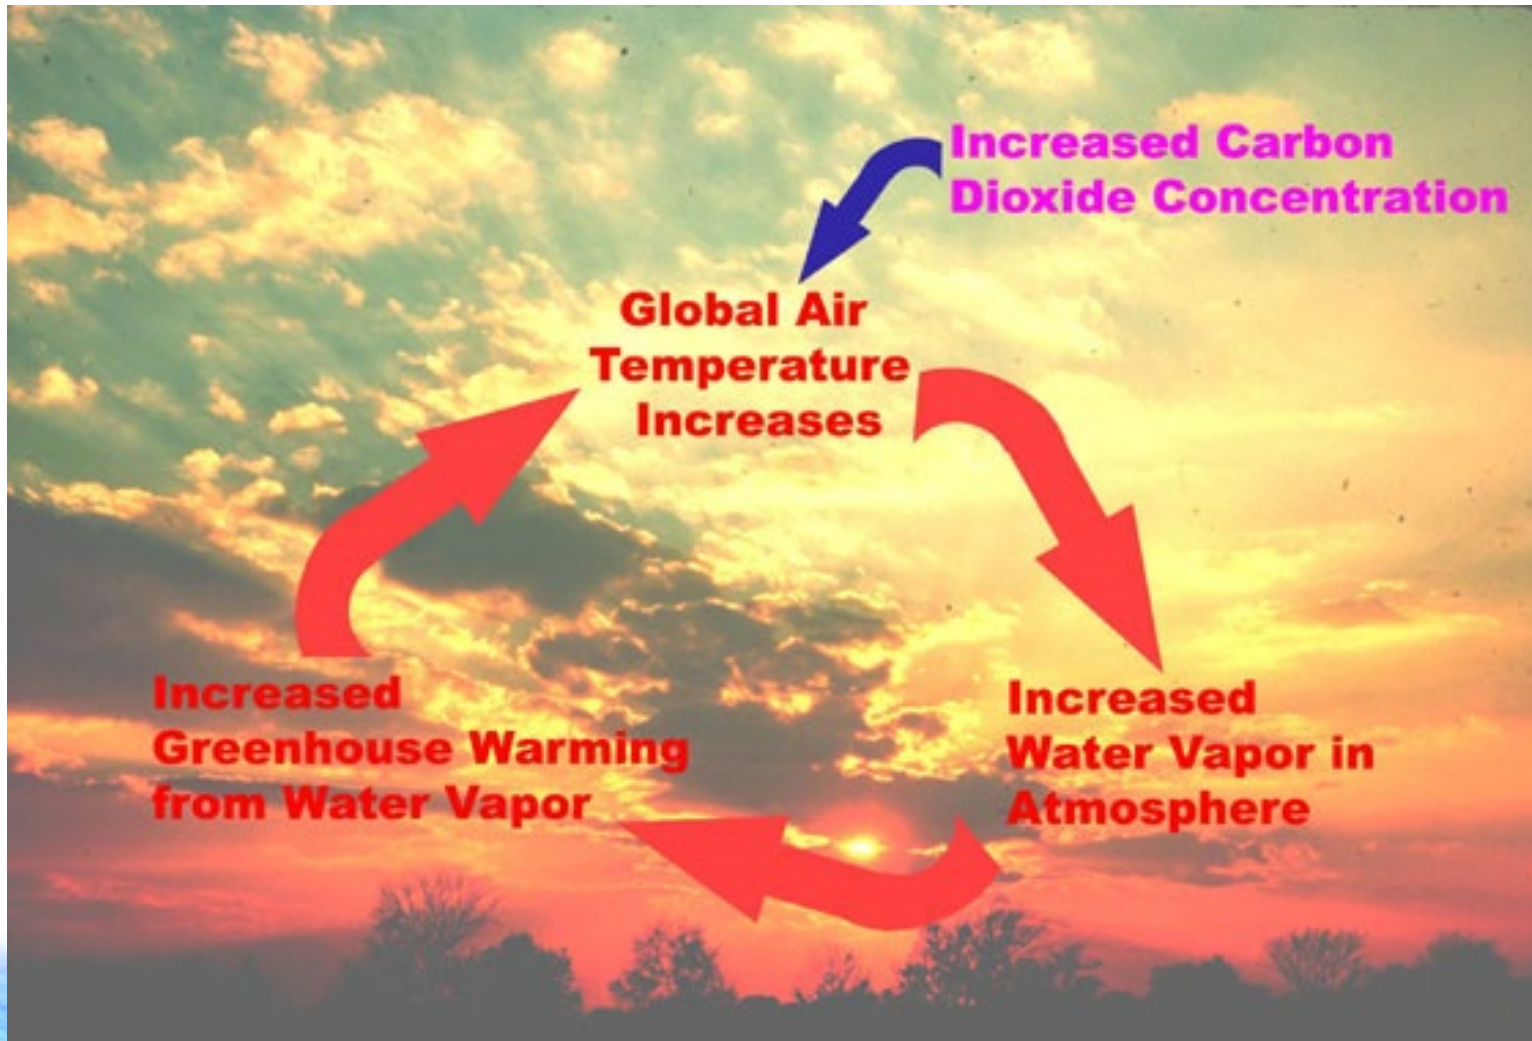 Increased Carbon
Dioxide Concentration
Global Air
Temperature
Increases
Increased
Water Vapor in
Atmosphere
Increased
Greenhouse Warming
from Water Vapor